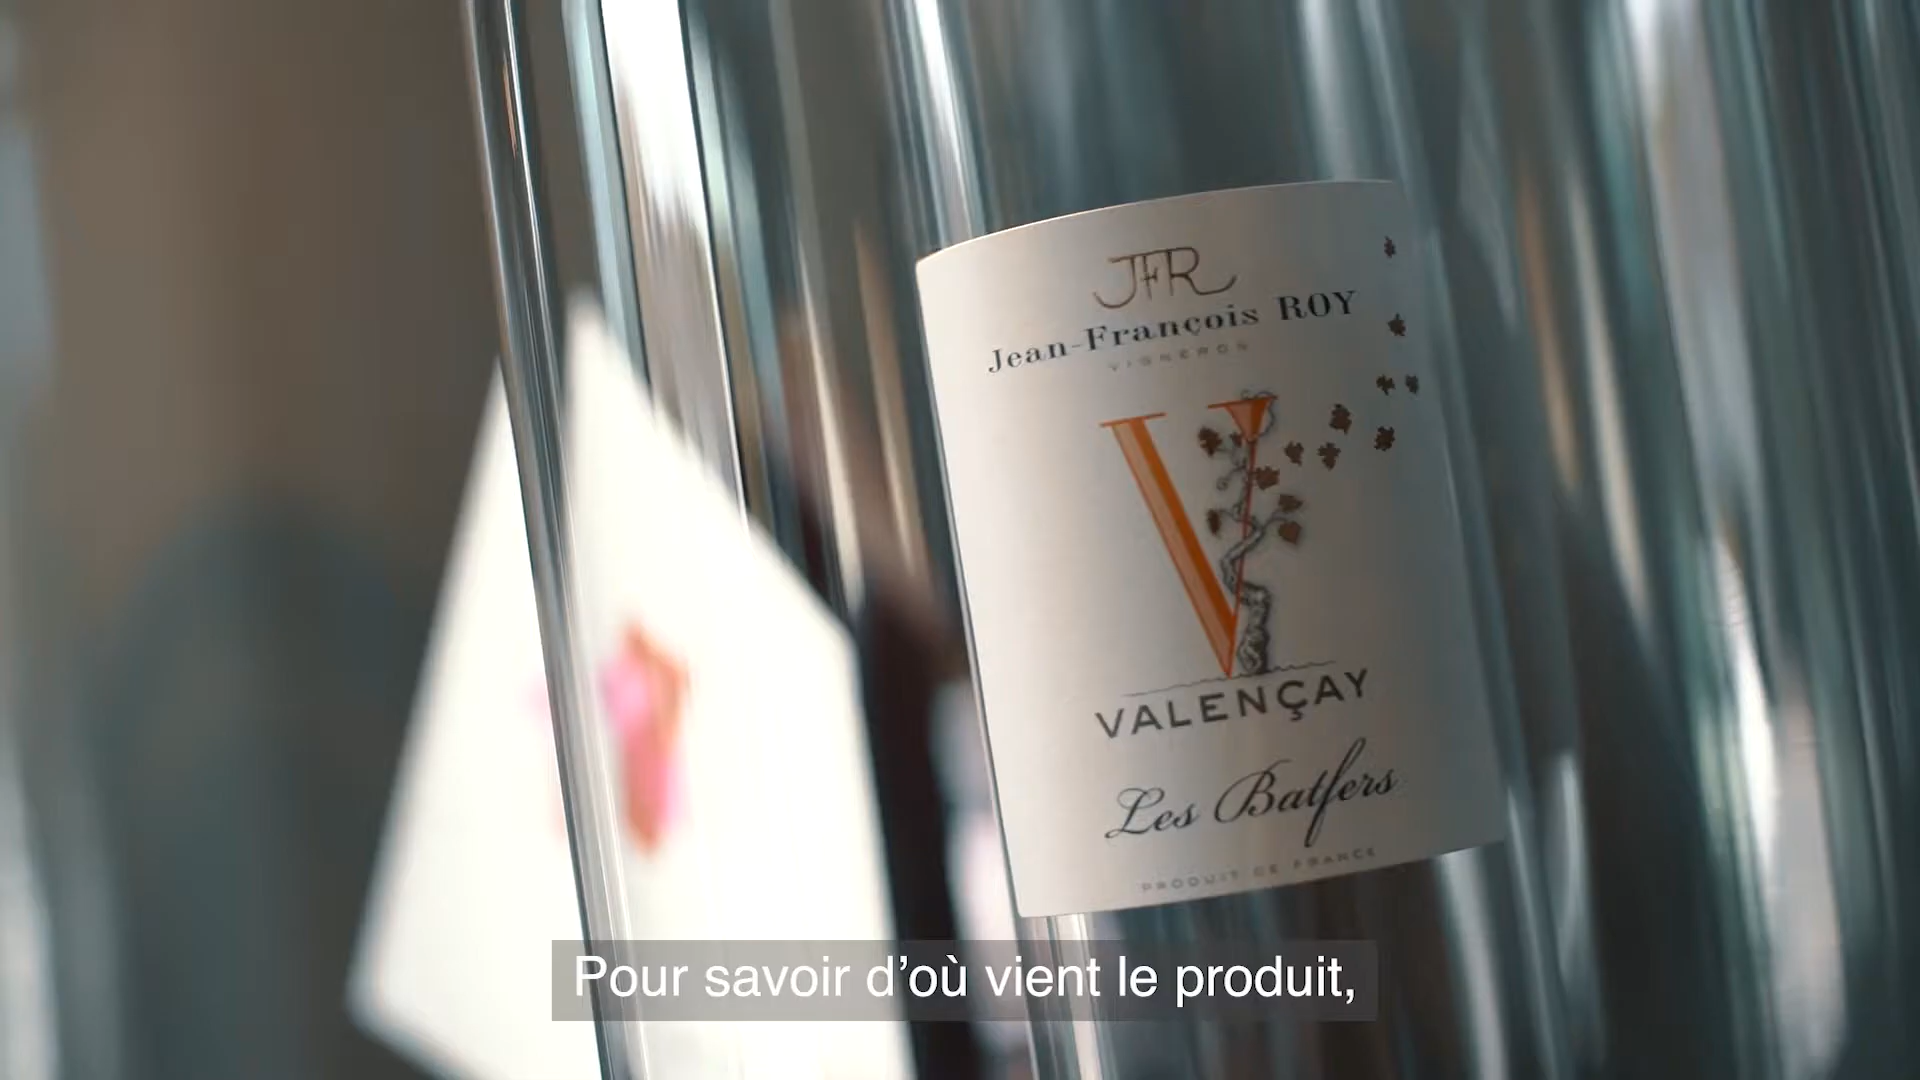 JFR
Jean-François ROY
VIGNERON
V
VALENÇAY
Les Batfers
PRODUIT DE FRANCE
Pour savoir d’où vient le produit,